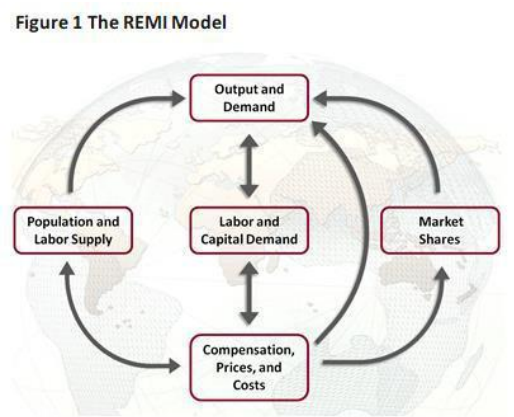 Figure 1 The REMI Model
Output and
Demand
Population and
Labor Supply
Labor and
Capital Demand
Market
Shares
Compensation,
Prices, and
Costs